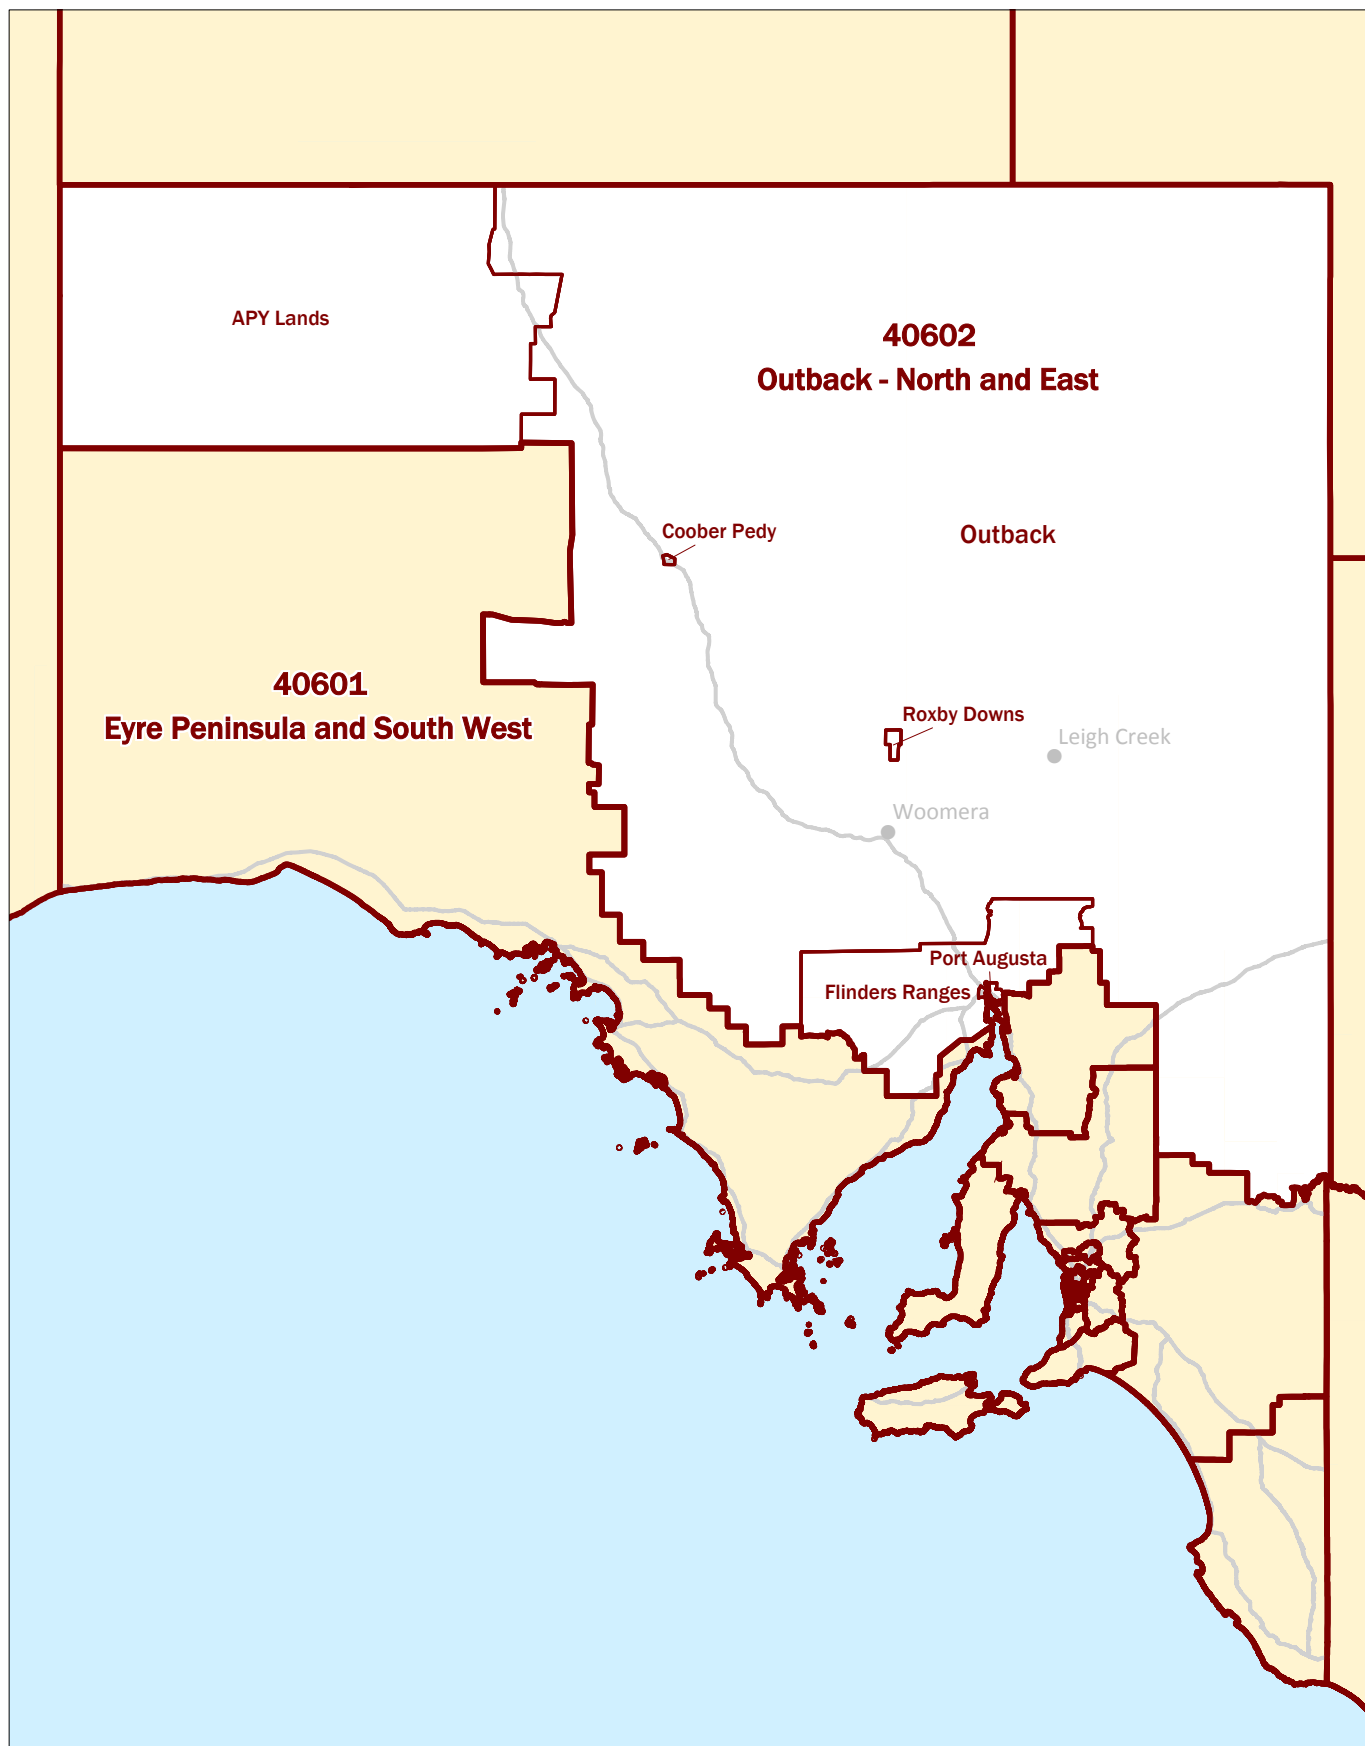 APY Lands
40602
Outback - North and East
Coober Pedy
Outback
40601
Eyre Peninsula and South West
Roxby Downs
Leigh Creek
Woomera
Port Augusta
Flinders Ranges